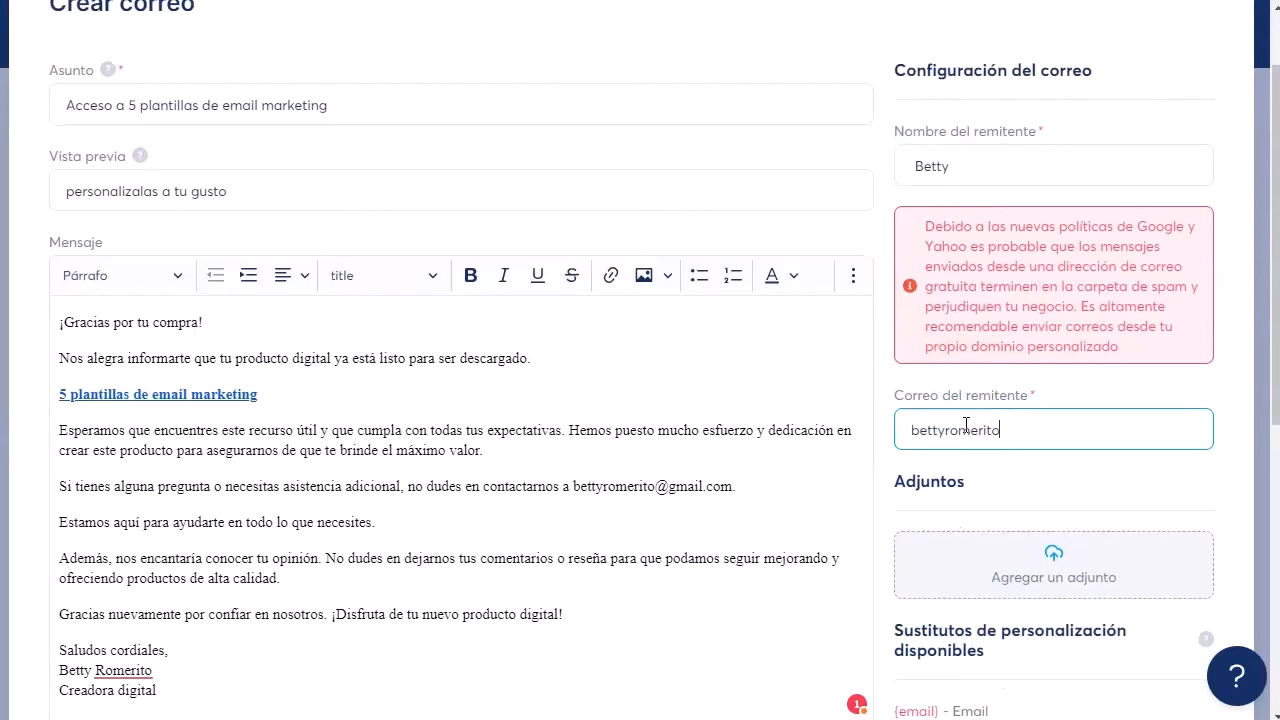 Crear correo
Asunto ? *
Acceso a 5 plantillas de email marketing
Vista previa ?
personalizalas a tu gusto
Mensaje
Párrafo
title
B I U S A
¡Gracias por tu compra!
Nos alegra informarte que tu producto digital ya está listo para ser descargado.
5 plantillas de email marketing
Esperamos que encuentres este recurso útil y que cumpla con todas tus expectativas. Hemos puesto mucho esfuerzo y dedicación en
crear este producto para asegurarnos de que te brinde el máximo valor.
Si tienes alguna pregunta o necesitas asistencia adicional, no dudes en contactarnos a bettyromerito@gmail.com.
Estamos aquí para ayudarte en todo lo que necesites.
Además, nos encantaría conocer tu opinión. No dudes en dejarnos tus comentarios o reseña para que podamos seguir mejorando y
ofreciendo productos de alta calidad.
Gracias nuevamente por confiar en nosotros. ¡Disfruta de tu nuevo producto digital!
Saludos cordiales,
Betty Romerito
Creadora digital
1
Configuración del correo
Nombre del remitente *
Betty
Debido a las nuevas políticas de Google y
Yahoo es probable que los mensajes
enviados desde una dirección de correo
gratuita terminen en la carpeta de spam y
perjudiquen tu negocio. Es altamente
recomendable enviar correos desde tu
propio dominio personalizado
Correo del remitente *
bettyromerito
Adjuntos
Agregar un adjunto
Sustitutos de personalización
disponibles ?
{email} - Email
?